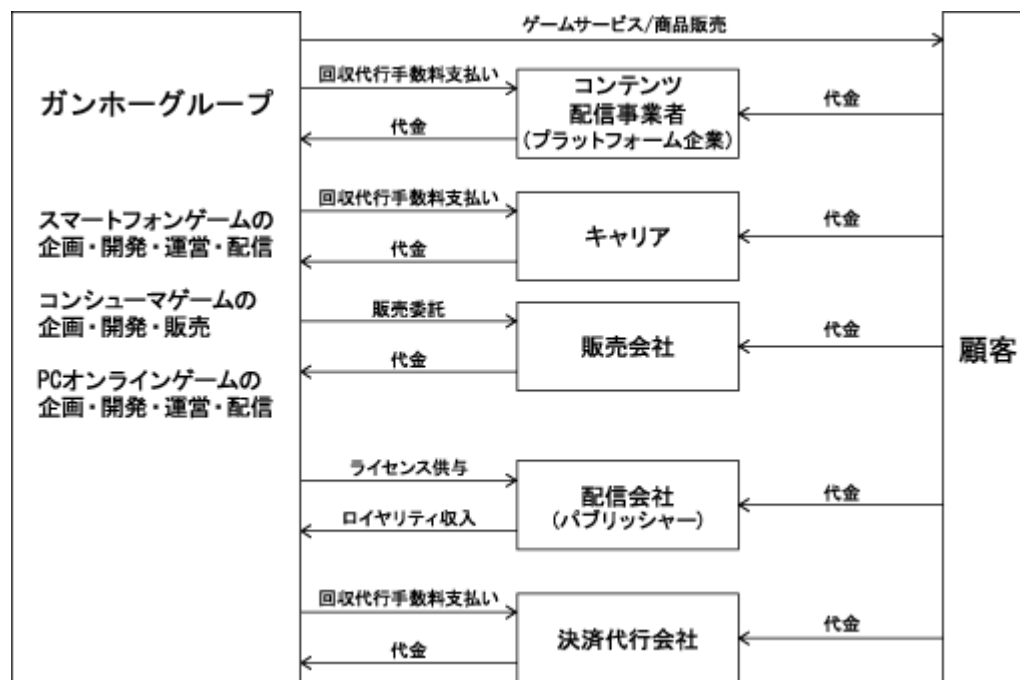 ゲームサービス/商品販売
ガンホーグループ
スマートフォンゲームの
企画・開発・運営・配信
コンシューマゲームの
企画・開発・販売
PCオンラインゲームの
企画・開発・運営・配信
回収代行手数料支払い
代金
コンテンツ
配信事業者
(プラットフォーム企業)
代金
回収代行手数料支払い
代金
キャリア
代金
販売委託
代金
販売会社
代金
ライセンス供与
ロイヤリティ収入
配信会社
(パブリッシャー)
代金
回収代行手数料支払い
代金
決済代行会社
代金
顧客